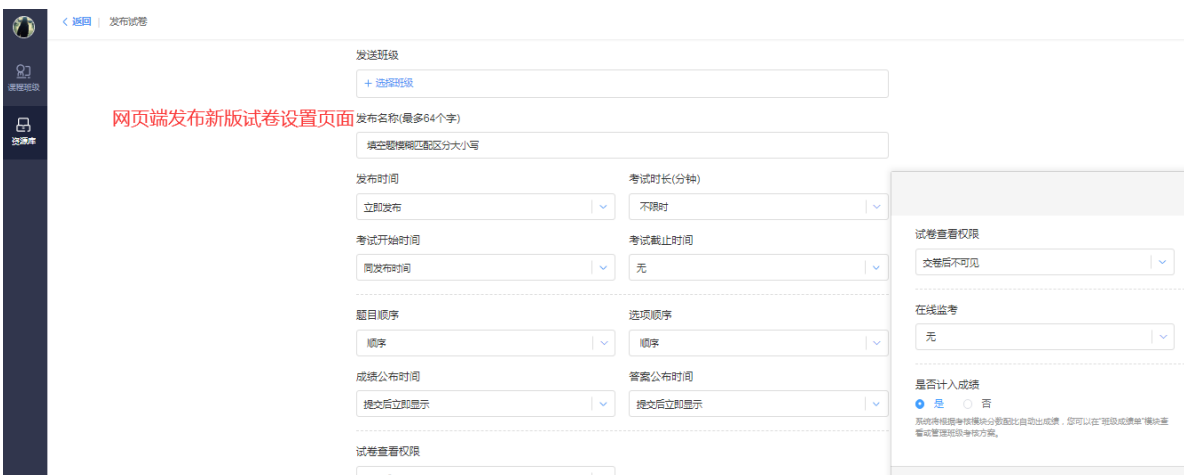 返回 | 发布试卷
课程班级
资源库
网页端发布新版试卷设置页面
发送班级
+ 选择班级
发布名称(最多64个字)
填空题模糊匹配区分大小写
发布时间 考试时长(分钟)
立即发布 不限时
考试开始时间 考试截止时间
同发布时间 无
题目顺序 选项顺序
顺序 顺序
成绩公布时间 答案公布时间
提交后立即显示 提交后立即显示
试卷查看权限
试卷查看权限
交卷后不可见
在线监考
无
是否计入成绩
是 否
系统将根据考核模块分数配比自动出成绩，您可以在"班级成绩单"模块查
看或管理班级考核方案。